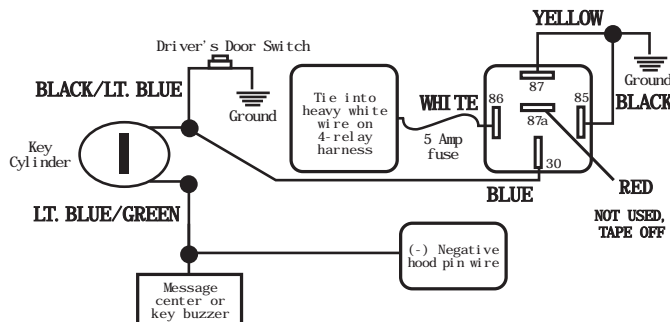 YELLOW
Driver's Door Switch
BLACK/LT. BLUE
Ground
Tie into
heavy white
wire on
4-relay
harness
WHITE
5 Amp
fuse
86
87
87a
85
30
Ground
BLACK
Key
Cylinder
BLUE
RED
NOT USED,
TAPE OFF
LT. BLUE/GREEN
(-) Negative
hood pin wire
Message
center or
key buzzer